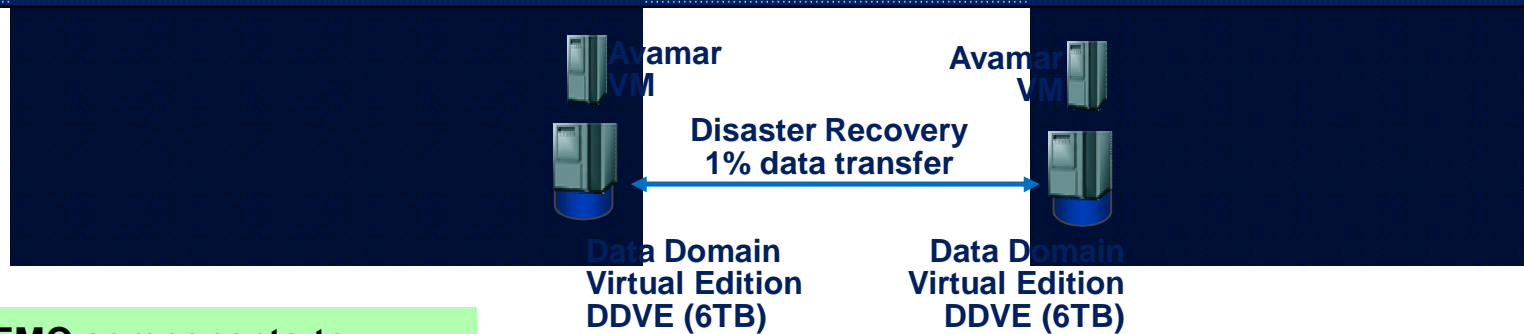 Avamar
VM
Avamar
VM
Disaster Recovery
1% data transfer
Data Domain
Virtual Edition
DDVE (6TB)
Data Domain
Virtual Edition
DDVE (6TB)
EMC components to